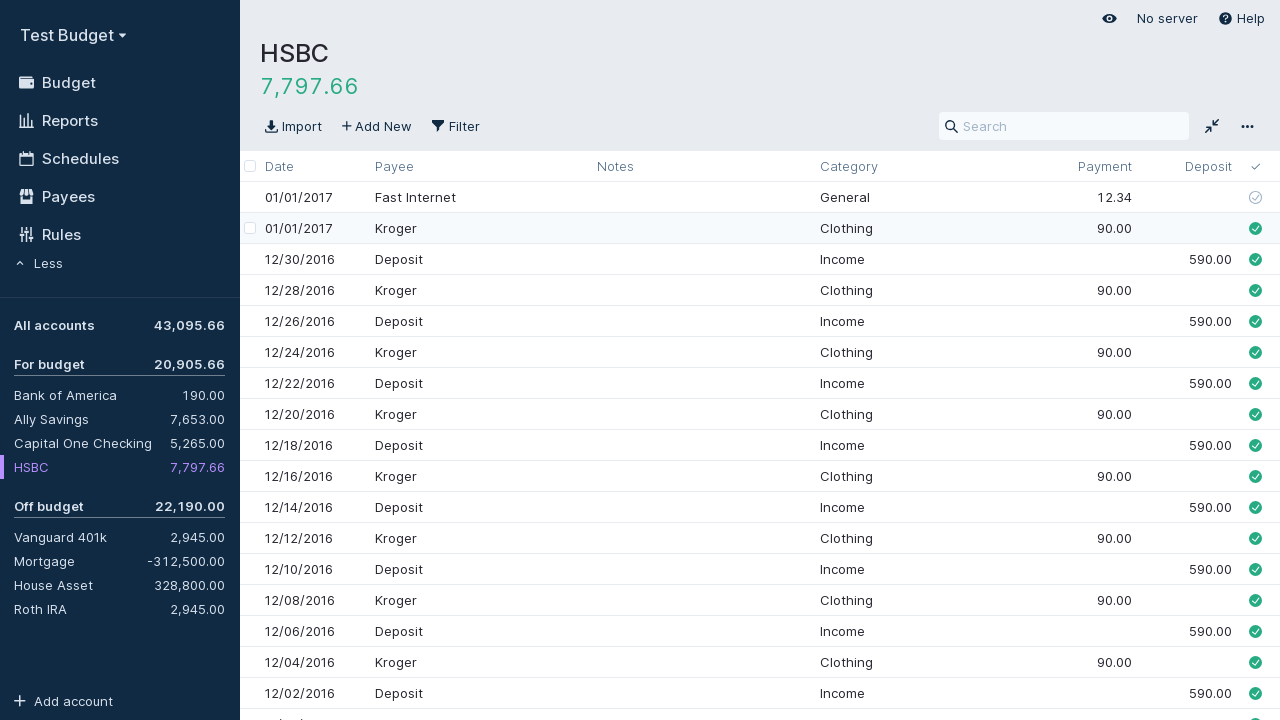 Test Budget
Budget
Reports
Schedules
Payees
Rules
Less
All accounts 43,095.66
For budget 20,905.66
Bank of America 190.00
Ally Savings 7,653.00
Capital One Checking 5,265.00
HSBC 7,797.66
Off budget 22,190.00
Vanguard 401k 2,945.00
Mortgage -312,500.00
House Asset 328,800.00
Roth IRA 2,945.00
Add account
No server Help
HSBC
7,797.66
Import Add New Filter Search
Date Payee Notes Category Payment Deposit
01/01/2017 Fast Internet General 12.34
01/01/2017 Kroger Clothing 90.00
12/30/2016 Deposit Income 590.00
12/28/2016 Kroger Clothing 90.00
12/26/2016 Deposit Income 590.00
12/24/2016 Kroger Clothing 90.00
12/22/2016 Deposit Income 590.00
12/20/2016 Kroger Clothing 90.00
12/18/2016 Deposit Income 590.00
12/16/2016 Kroger Clothing 90.00
12/14/2016 Deposit Income 590.00
12/12/2016 Kroger Clothing 90.00
12/10/2016 Deposit Income 590.00
12/08/2016 Kroger Clothing 90.00
12/06/2016 Deposit Income 590.00
12/04/2016 Kroger Clothing 90.00
12/02/2016 Deposit Income 590.00